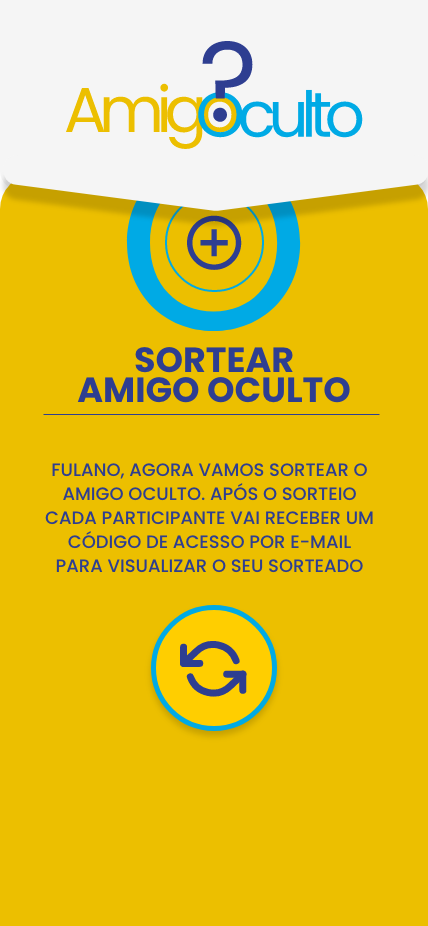 Amigoculto
SORTEAR
AMIGO OCULTO
FULANO, AGORA VAMOS SORTEAR O
AMIGO OCULTO. APÓS O SORTEIO
CADA PARTICIPANTE VAI RECEBER UM
CÓDIGO DE ACESSO POR E-MAIL
PARA VISUALIZAR O SEU SORTEADO